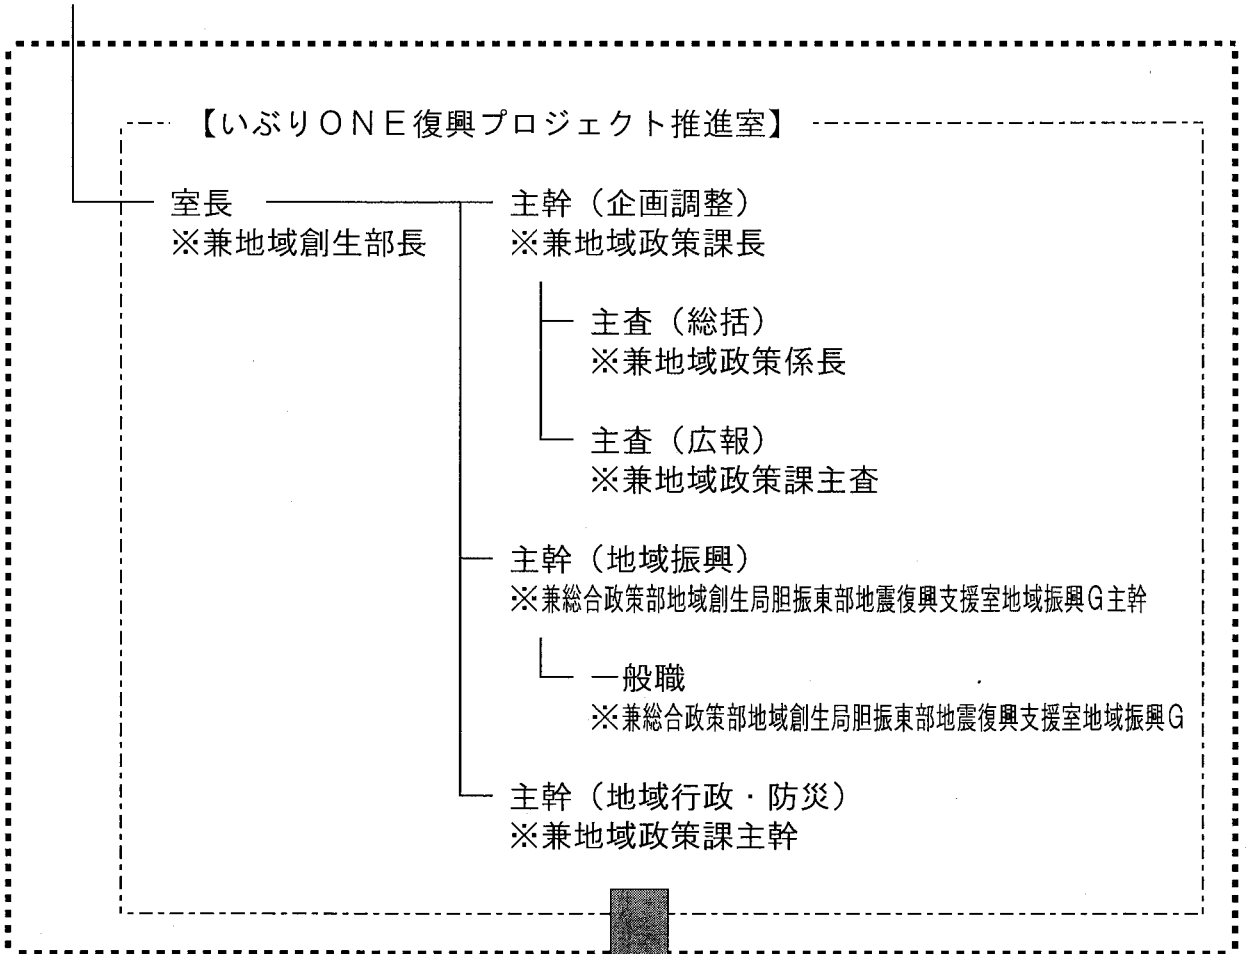 【いぶりＯＮＥ復興プロジェクト推進室】
室長
※兼地域創生部長
主幹（企画調整）
※兼地域政策課長
主査（総括）
※兼地域政策係長
主査（広報）
※兼地域政策課主査
主幹（地域振興）
※兼総合政策部地域創生局胆振東部地震復興支援室地域振興Ｇ主幹
一般職
※兼総合政策部地域創生局胆振東部地震復興支援室地域振興Ｇ
主幹（地域行政・防災）
※兼地域政策課主幹